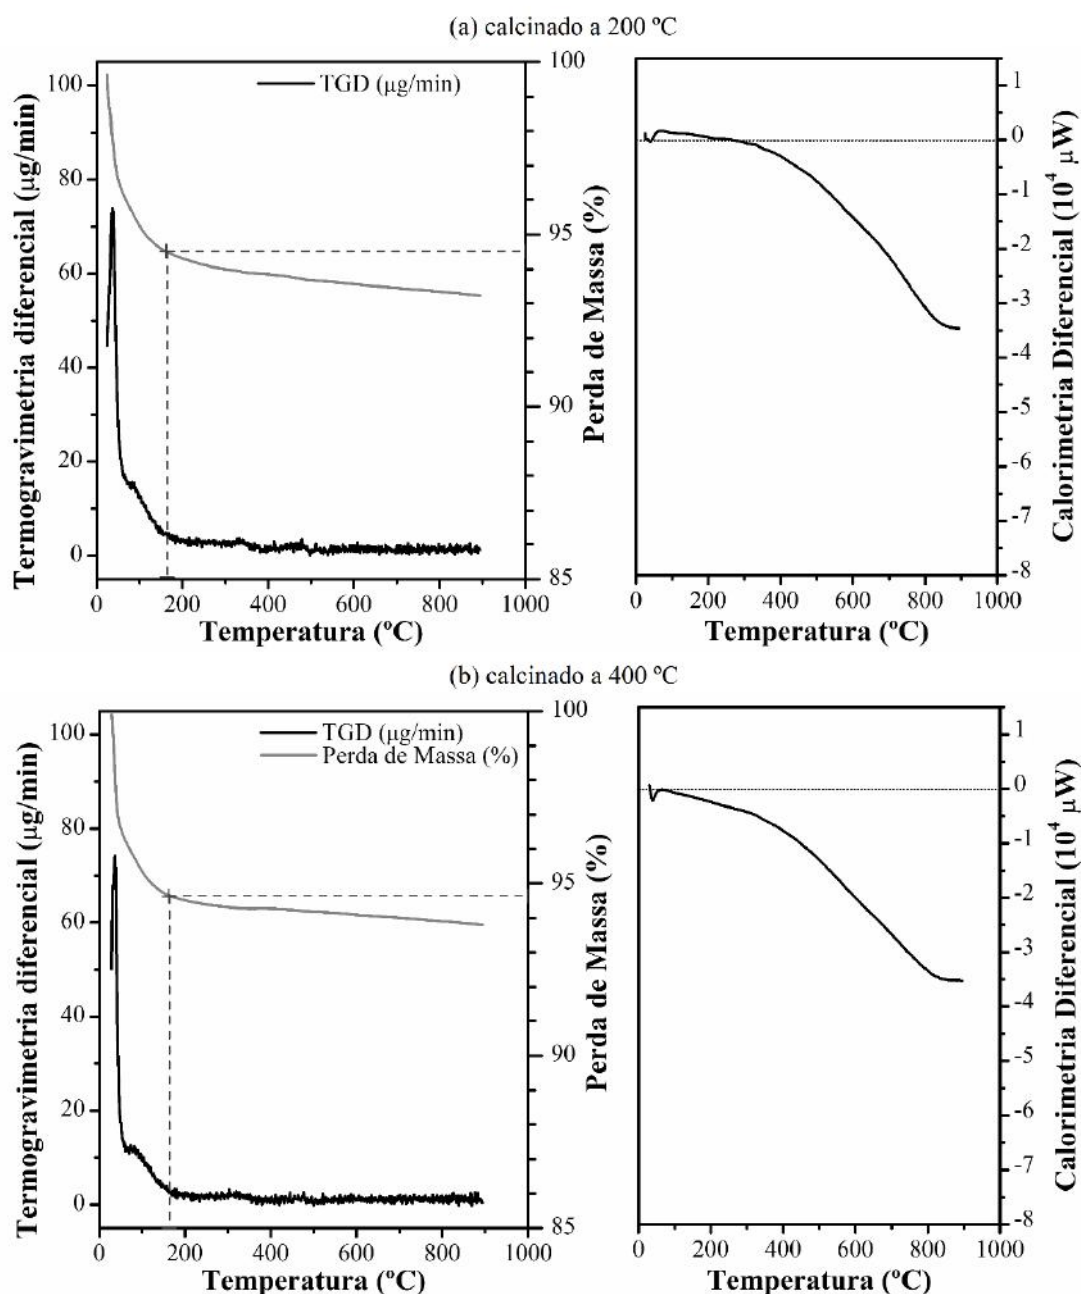 (a) calcinado a 200 ºC
TGD (µg/min)
Termogravimetria diferencial (µg/min)
100
80
60
40
20
0
100
95
90
85
Perda de Massa (%)
0 200 400 600 800 1000
Temperatura (ºC)
1
0
-1
-2
-3
-4
-5
-6
-7
-8
Calorimetria Diferencial (10⁴ µW)
0 200 400 600 800 1000
Temperatura (ºC)
(b) calcinado a 400 ºC
TGD (µg/min)
Perda de Massa (%)
Termogravimetria diferencial (µg/min)
100
80
60
40
20
0
100
95
90
85
Perda de Massa (%)
0 200 400 600 800 1000
Temperatura (ºC)
1
0
-1
-2
-3
-4
-5
-6
-7
-8
Calorimetria Diferencial (10⁴ µW)
0 200 400 600 800 1000
Temperatura (ºC)